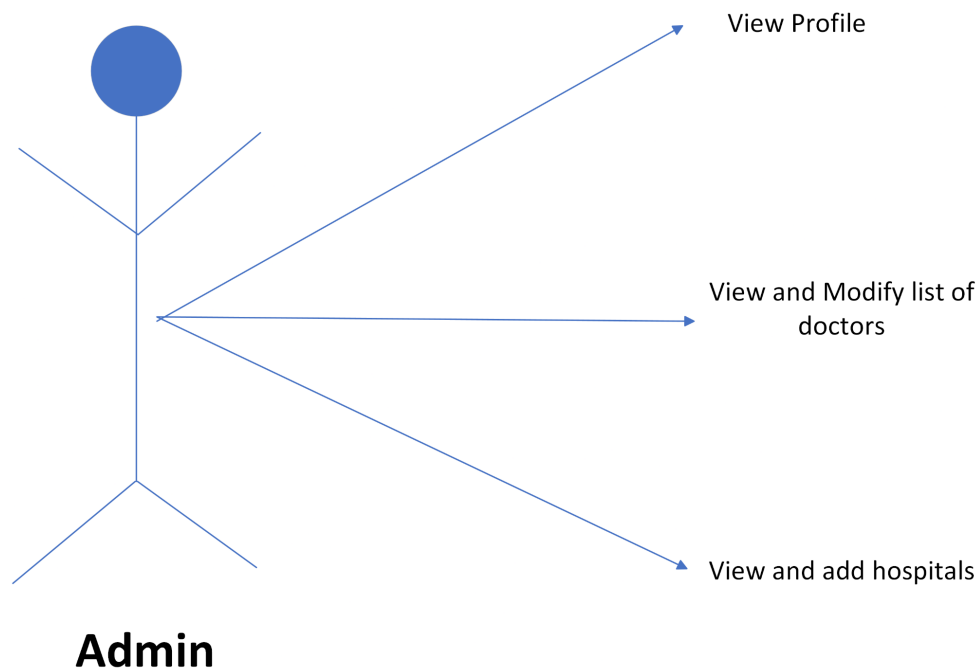 View Profile
View and Modify list of
doctors
View and add hospitals
Admin